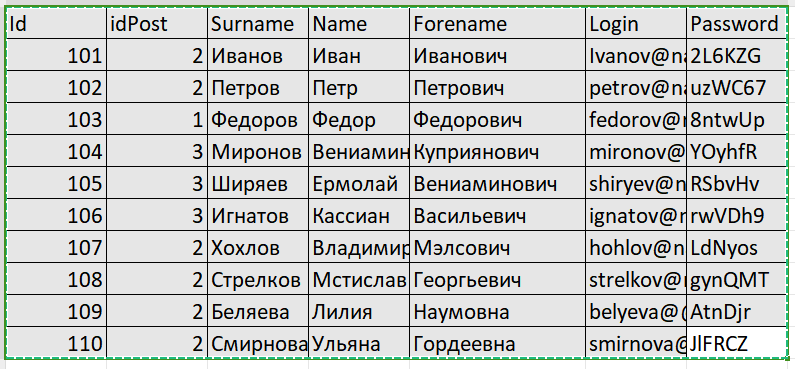 Id idPost Surname Name Forename Login Password
101 2 Иванов Иван Иванович Ivanov@na 2L6KZG
102 2 Петров Петр Петрович petrov@na uzWC67
103 1 Федоров Федор Федорович fedorov@n 8ntwUp
104 3 Миронов Вениамин Куприянович mironov@ YOyhfR
105 3 Ширяев Ермолай Вениаминович shiryev@n RSbvHv
106 3 Игнатов Кассиан Васильевич ignatov@n rwVDh9
107 2 Хохлов Владимир Мэлсович hohlov@n LdNyos
108 2 Стрелков Мстислав Георгьевич strelkov@ gynQMT
109 2 Беляева Лилия Наумовна belyeva@ AtnDjr
110 2 Смирнова Ульяна Гордеевна smirnova@ JlFRCZ